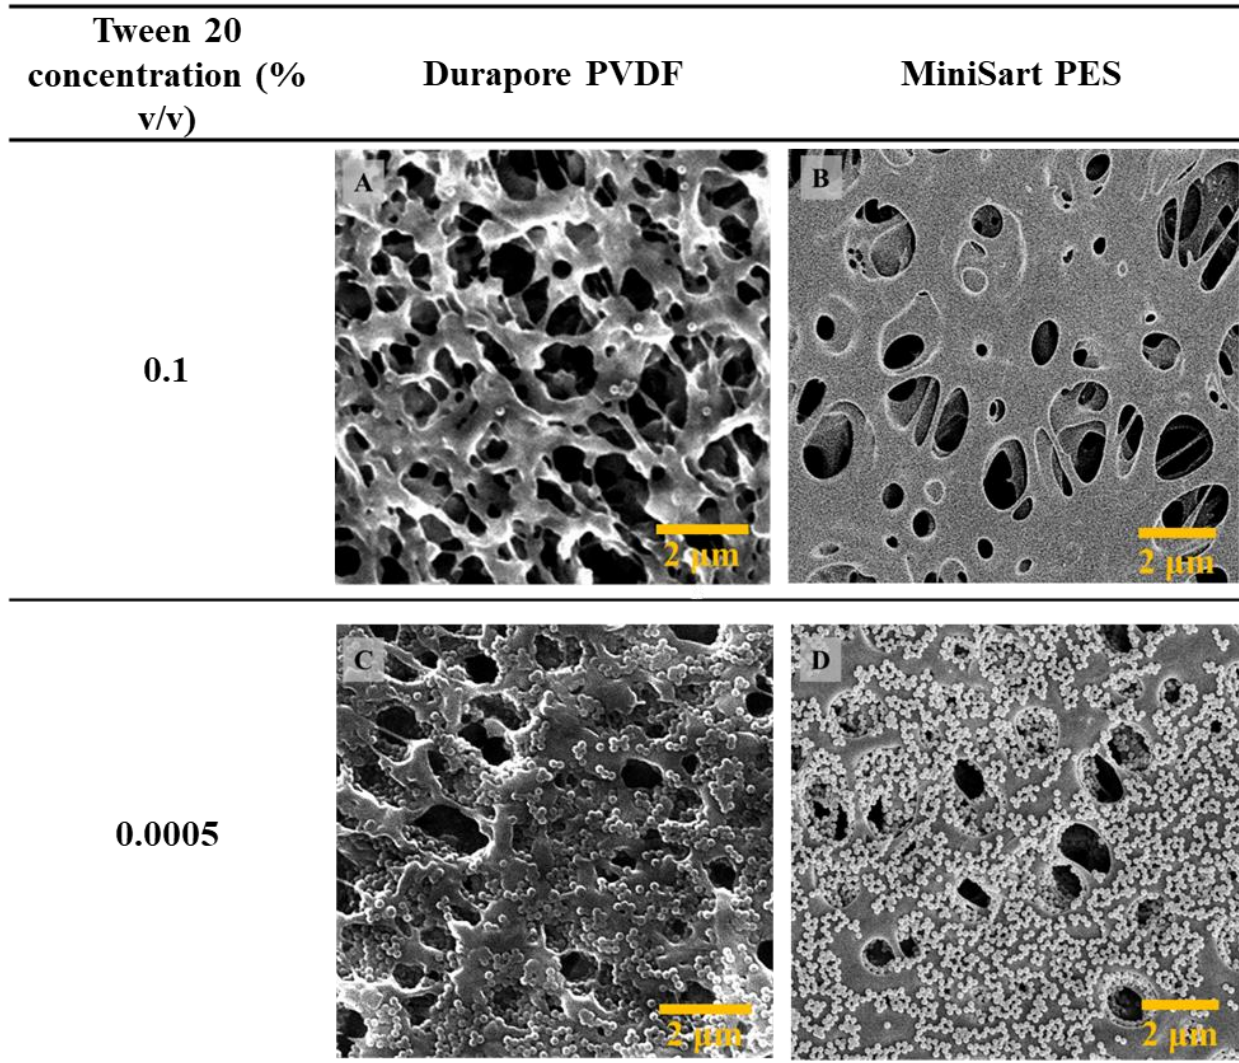 Tween 20
concentration (%
v/v)
Durapore PVDF
MiniSart PES
A
B
0.1
2 µm
2 µm
C
D
0.0005
2 µm
2 µm